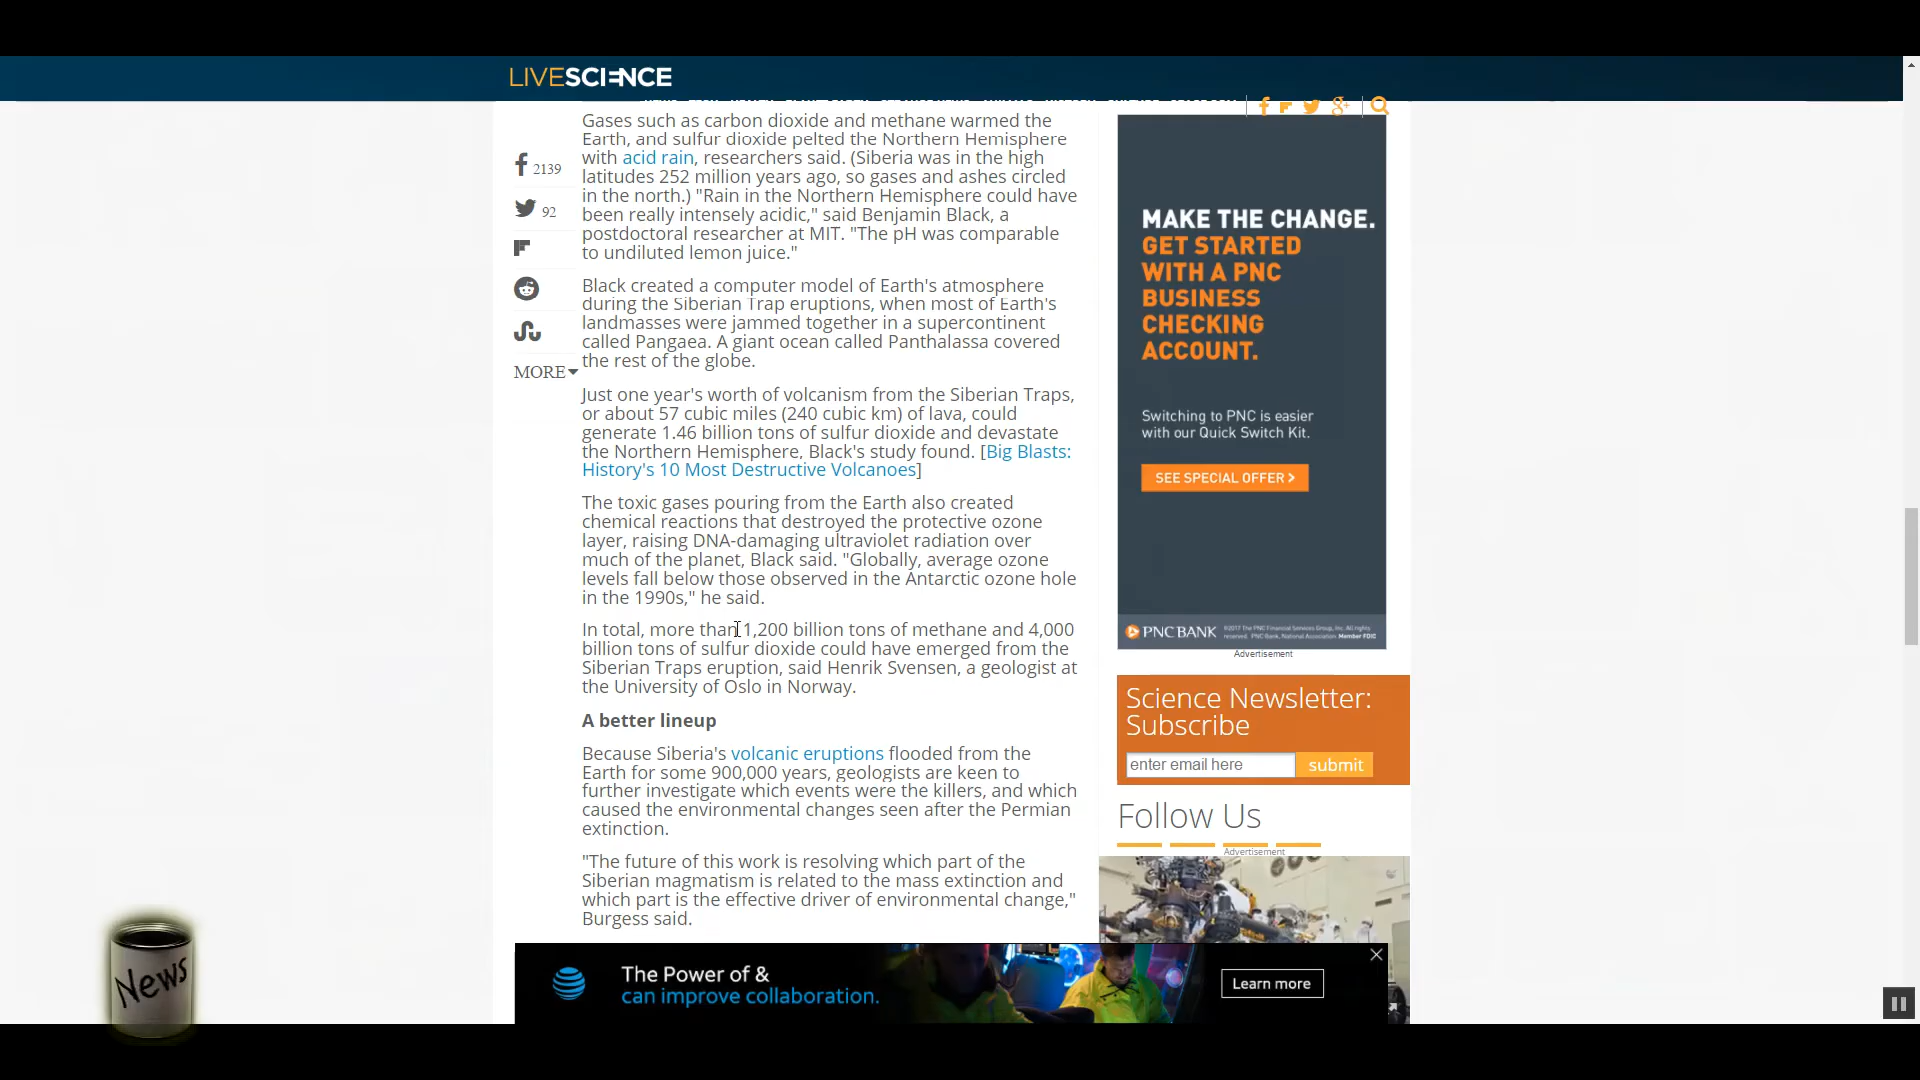 LIVESCIENCE
Gases such as carbon dioxide and methane warmed the
Earth, and sulfur dioxide pelted the Northern Hemisphere
with acid rain, researchers said. (Siberia was in the high
latitudes 252 million years ago, so gases and ashes circled
in the north.) "Rain in the Northern Hemisphere could have
been really intensely acidic," said Benjamin Black, a
postdoctoral researcher at MIT. "The pH was comparable
to undiluted lemon juice."
2139
92
MORE
Black created a computer model of Earth's atmosphere
during the Siberian Trap eruptions, when most of Earth's
landmasses were jammed together in a supercontinent
called Pangaea. A giant ocean called Panthalassa covered
the rest of the globe.
Just one year's worth of volcanism from the Siberian Traps,
or about 57 cubic miles (240 cubic km) of lava, could
generate 1.46 billion tons of sulfur dioxide and devastate
the Northern Hemisphere, Black's study found. [Big Blasts:
History's 10 Most Destructive Volcanoes]
The toxic gases pouring from the Earth also created
chemical reactions that destroyed the protective ozone
layer, raising DNA-damaging ultraviolet radiation over
much of the planet, Black said. "Globally, average ozone
levels fall below those observed in the Antarctic ozone hole
in the 1990s," he said.
In total, more than 1,200 billion tons of methane and 4,000
billion tons of sulfur dioxide could have emerged from the
Siberian Traps eruption, said Henrik Svensen, a geologist at
the University of Oslo in Norway.
A better lineup
Because Siberia's volcanic eruptions flooded from the
Earth for some 900,000 years, geologists are keen to
further investigate which events were the killers, and which
caused the environmental changes seen after the Permian
extinction.
"The future of this work is resolving which part of the
Siberian magmatism is related to the mass extinction and
which part is the effective driver of environmental change,"
Burgess said.
MAKE THE CHANGE.
GET STARTED
WITH A PNC
BUSINESS
CHECKING
ACCOUNT.
Switching to PNC is easier
with our Quick Switch Kit.
SEE SPECIAL OFFER >
PNC BANK
©2017 The PNC Financial Services Group, Inc. All rights
reserved. PNC Bank, National Association. Member FDIC
Advertisement
Science Newsletter:
Subscribe
enter email here
submit
Follow Us
Advertisement
The Power of &
can improve collaboration.
Learn more
News